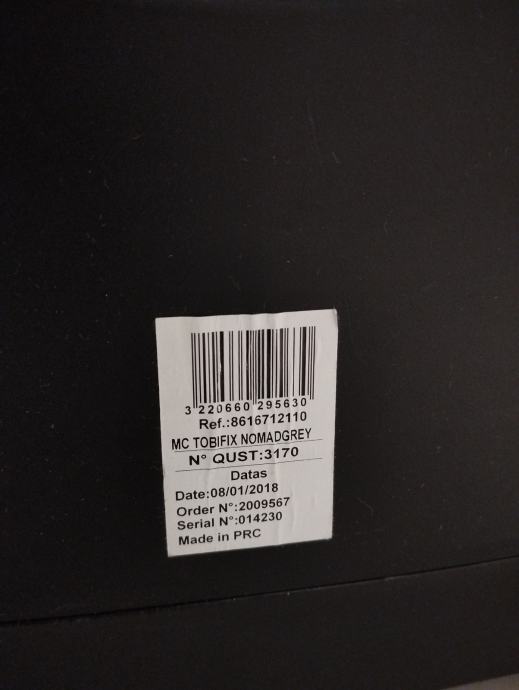 3 220660 295630
Ref.:8616712110
MC TOBIFIX NOMADGREY
N° QUST:3170
Datas
Date:08/01/2018
Order N°:2009567
Serial N°:014230
Made in PRC